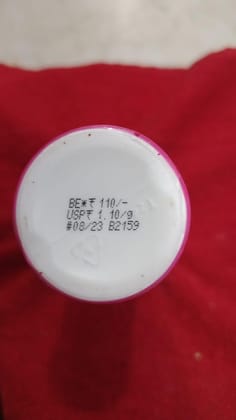 BE*₹ 110/-
USP₹ 1.10/g
#08/23 B2159